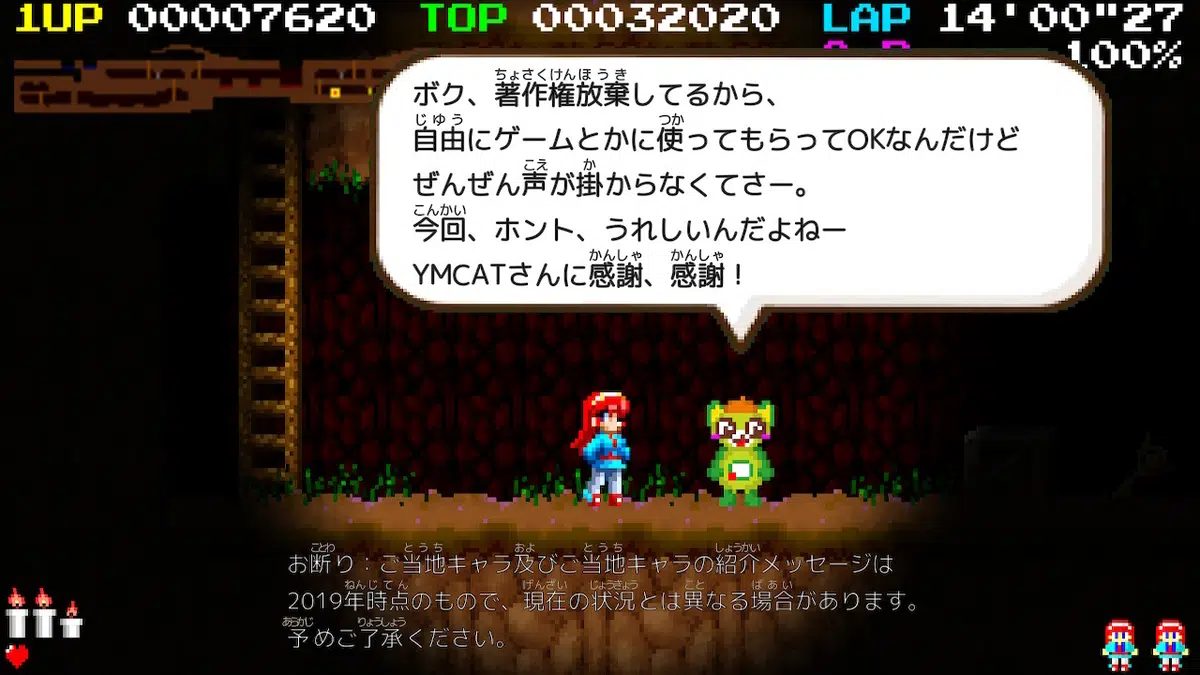 1UP 00007620 TOP 00032020 LAP 14'00"27
100%
ボク、著作権放棄してるから、
自由にゲームとかに使ってもらってOKなんだけど
ぜんぜん声が掛からなくてさー。
今回、ホント、うれしいんだよねー
YMCATさんに感謝、感謝！
お断り：ご当地キャラ及びご当地キャラの紹介メッセージは
2019年時点のもので、現在の状況とは異なる場合があります。
予めご了承ください。